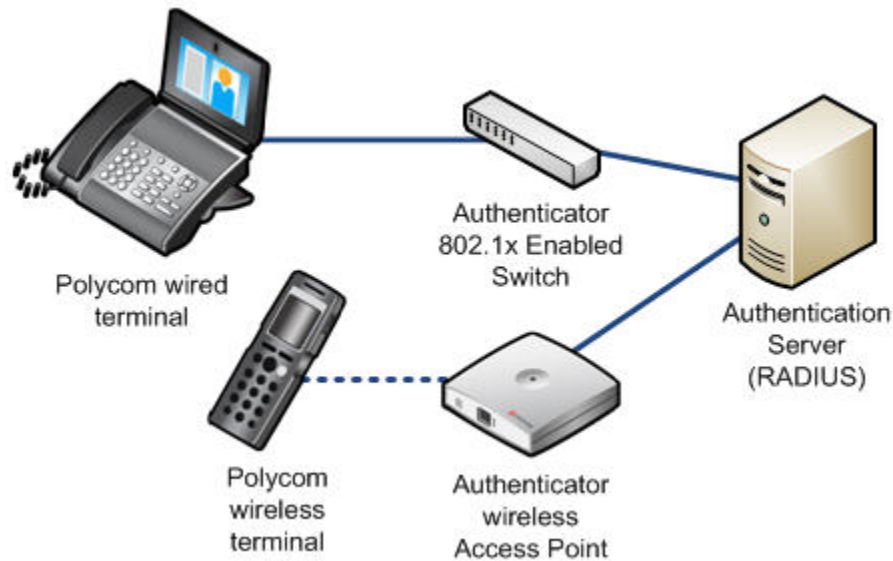 Polycom wired
terminal
Authenticator
802.1x Enabled
Switch
Authentication
Server
(RADIUS)
Polycom
wireless
terminal
Authenticator
wireless
Access Point